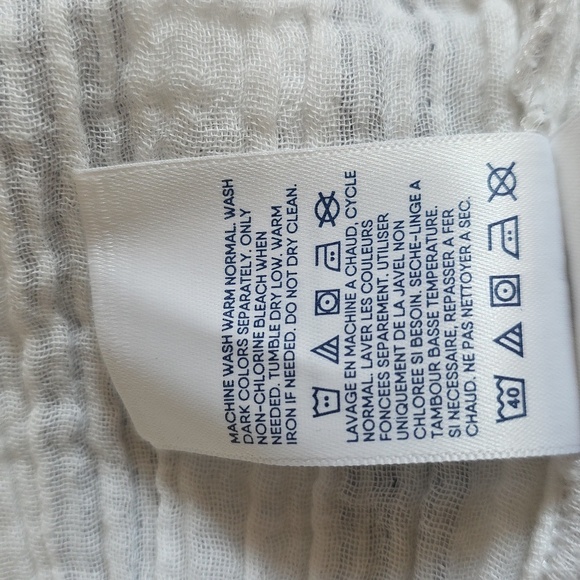 MACHINE WASH WARM NORMAL. WASH
DARK COLORS SEPARATELY. ONLY
NON-CHLORINE BLEACH WHEN
NEEDED. TUMBLE DRY LOW. WARM
IRON IF NEEDED. DO NOT DRY CLEAN.
LAVAGE EN MACHINE A CHAUD, CYCLE
NORMAL. LAVER LES COULEURS
FONCEES SEPAREMENT. UTILISER
UNIQUEMENT DE LA JAVEL NON
CHLOREE SI BESOIN. SECHE-LINGE A
TAMBOUR BASSE TEMPERATURE.
SI NECESSAIRE, REPASSER A FER
CHAUD. NE PAS NETTOYER A SEC.
40